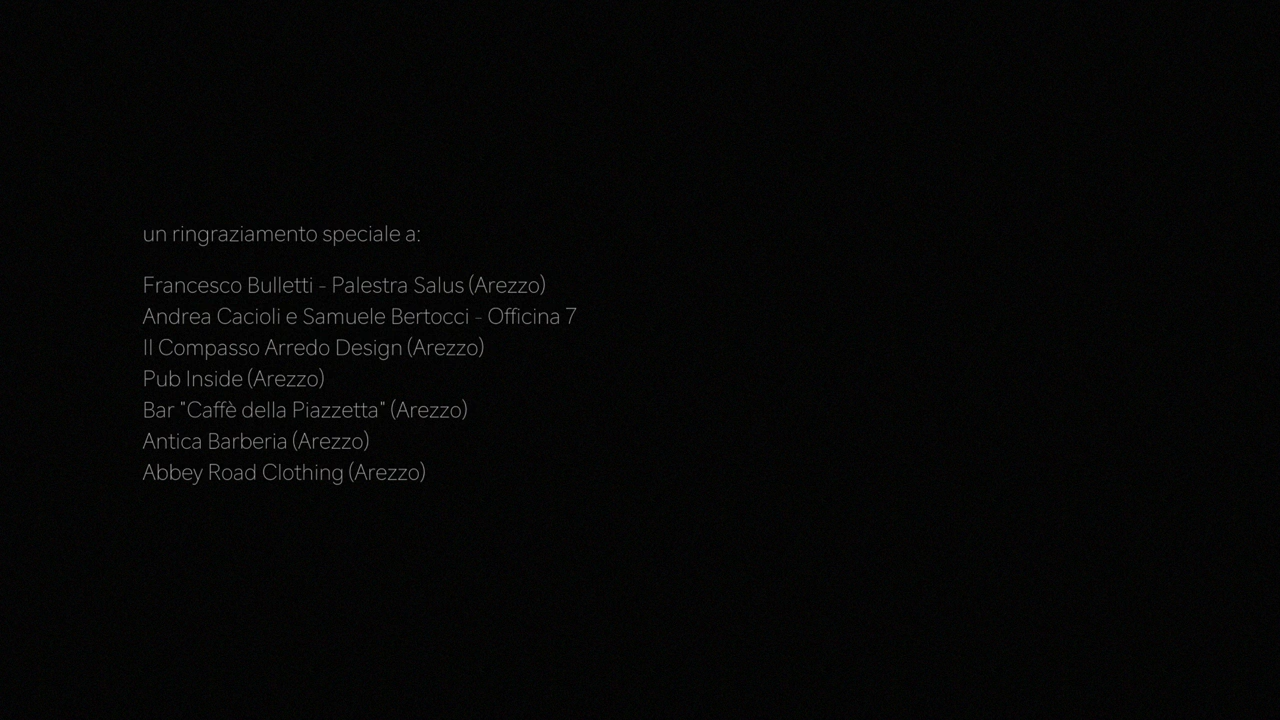 un ringraziamento speciale a:
Francesco Bulletti - Palestra Salus (Arezzo)
Andrea Cacioli e Samuele Bertocci - Officina 7
Il Compasso Arredo Design (Arezzo)
Pub Inside (Arezzo)
Bar "Caffè della Piazzetta" (Arezzo)
Antica Barberia (Arezzo)
Abbey Road Clothing (Arezzo)